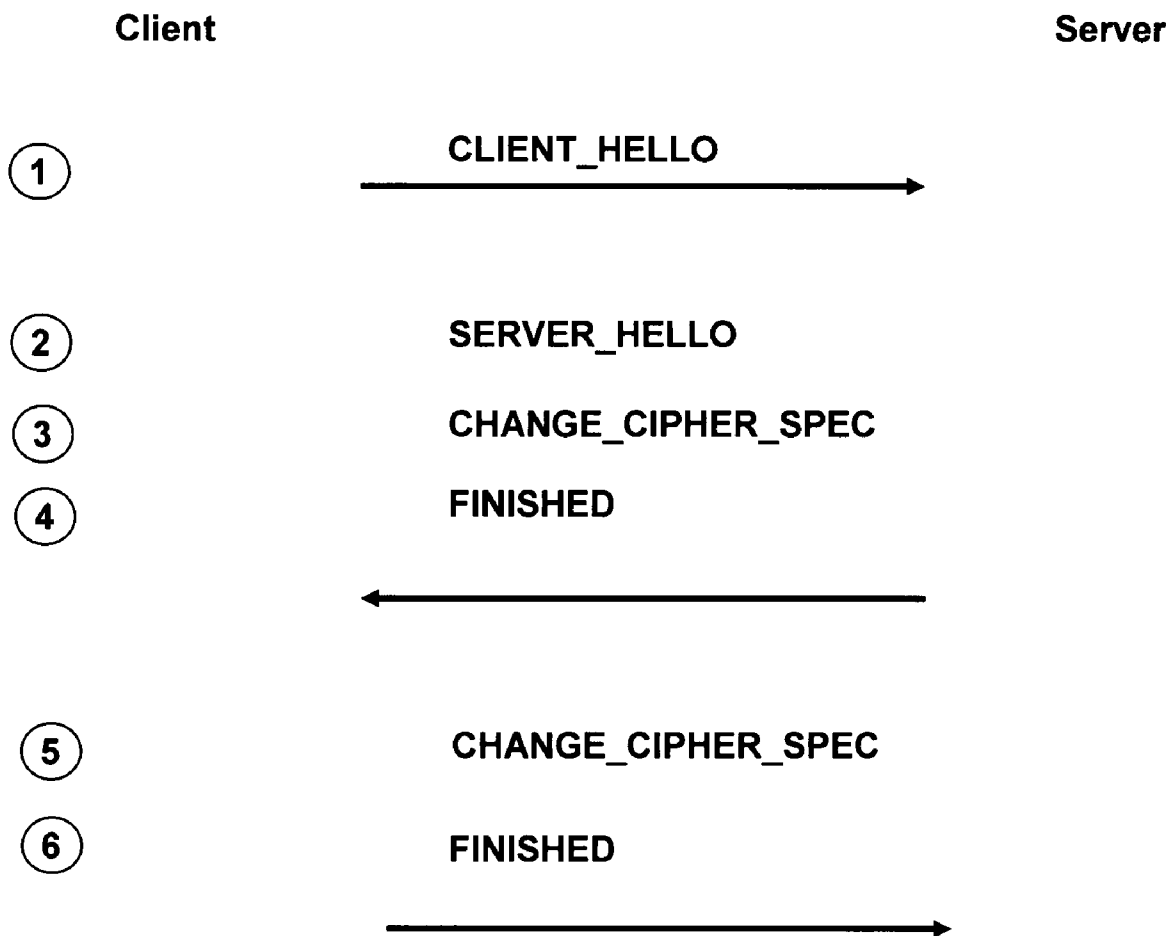 Client Server
1 CLIENT_HELLO
2 SERVER_HELLO
3 CHANGE_CIPHER_SPEC
4 FINISHED
5 CHANGE_CIPHER_SPEC
6 FINISHED